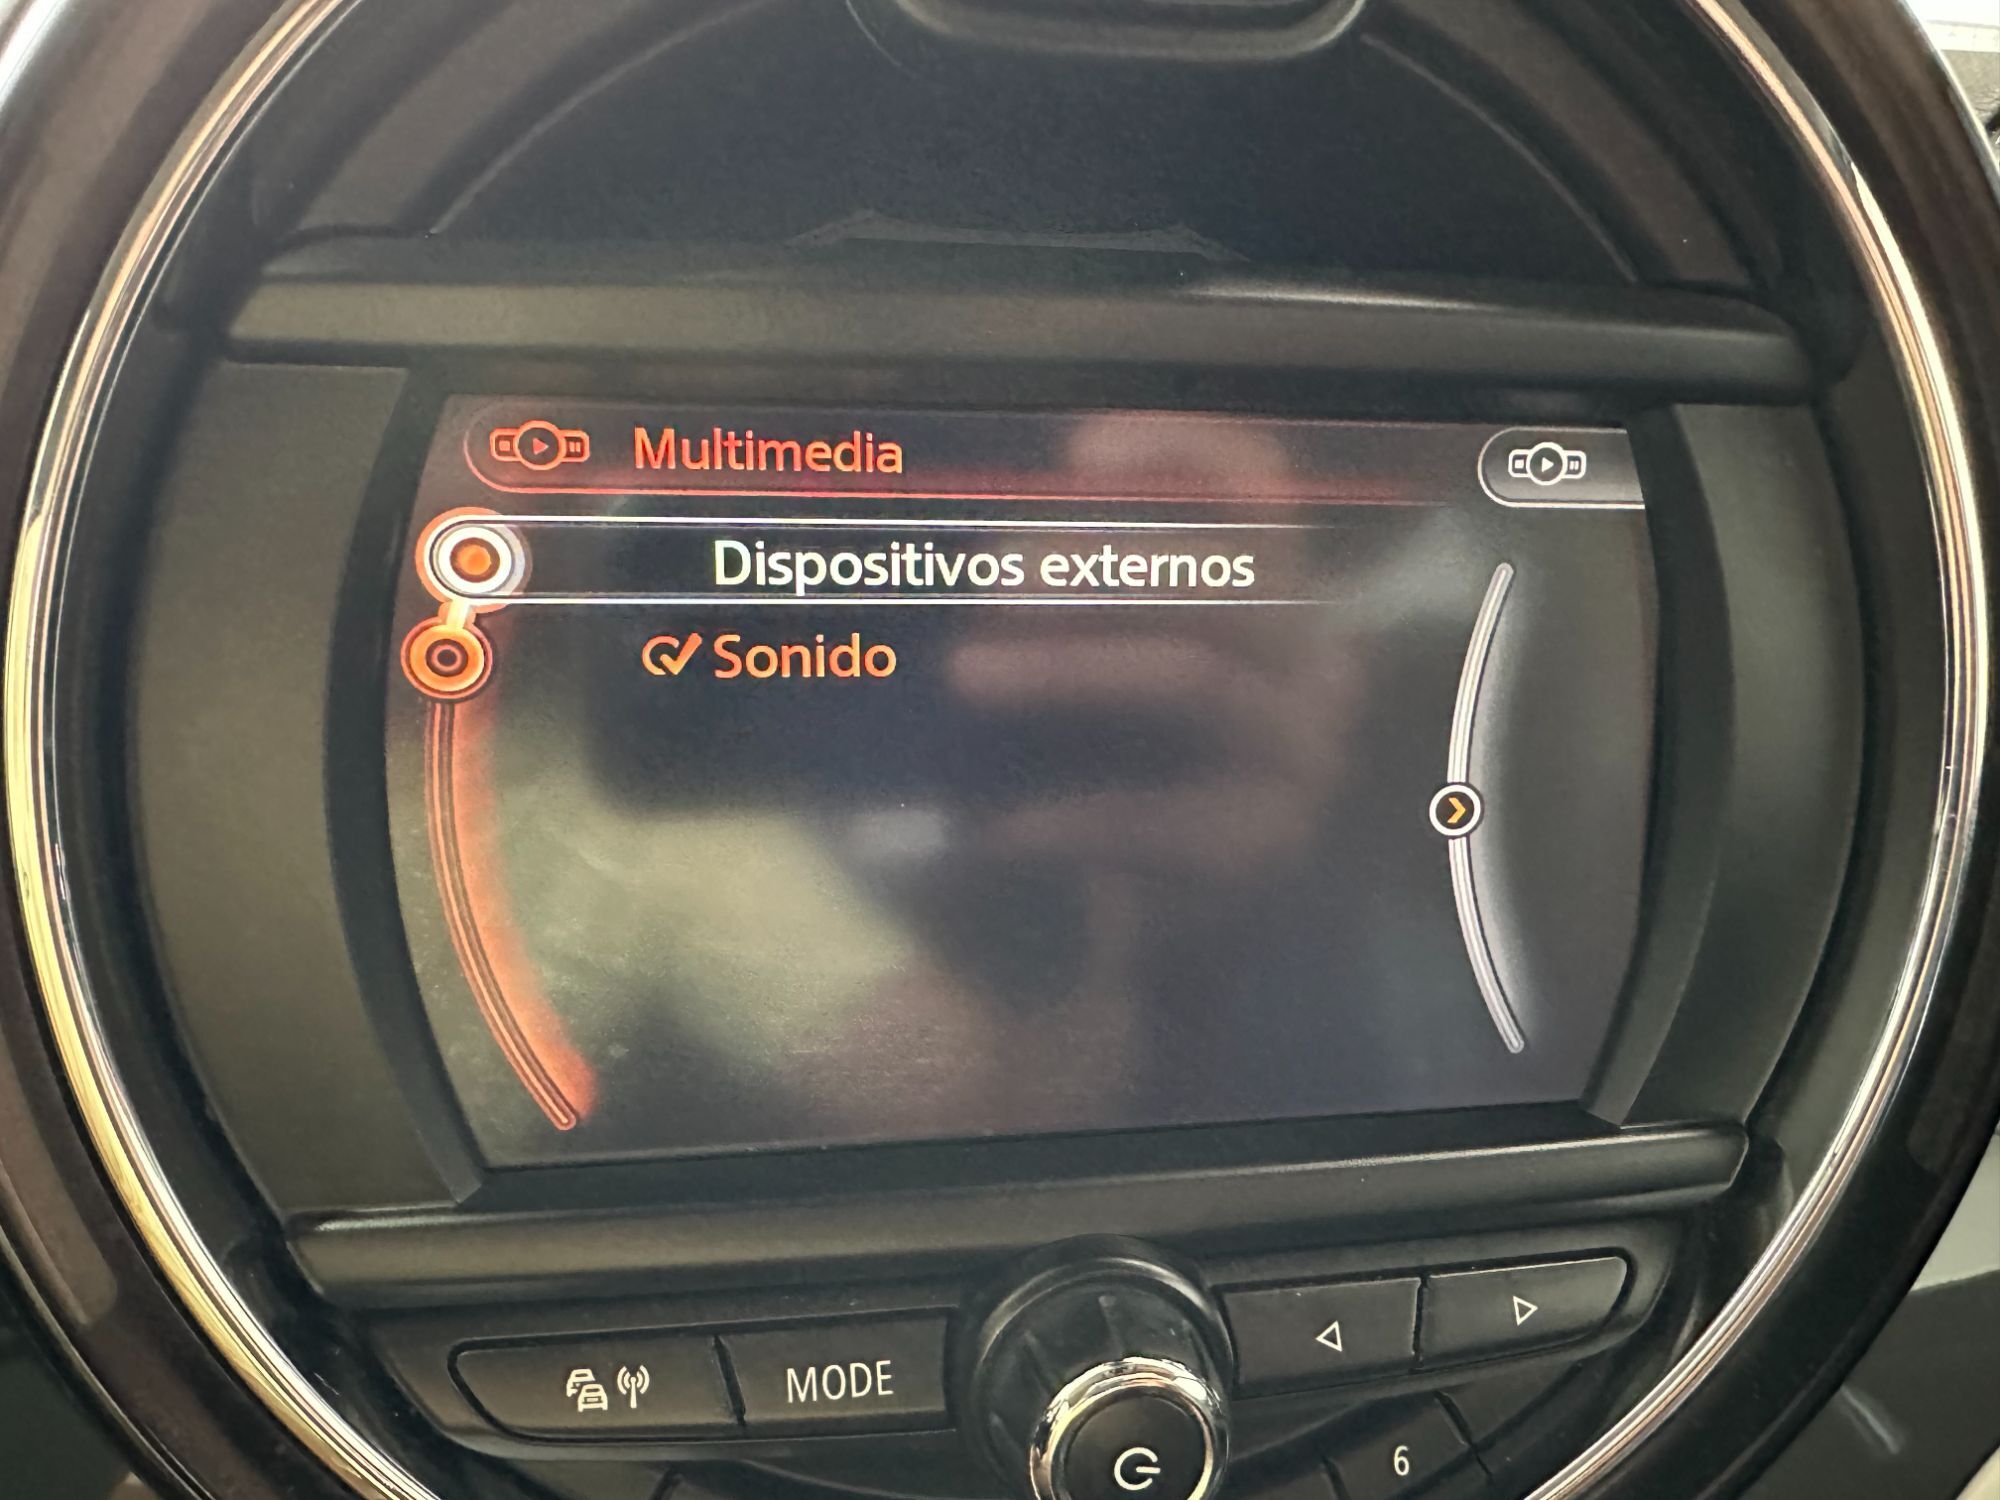 Multimedia
Dispositivos externos
Sonido
MODE
6